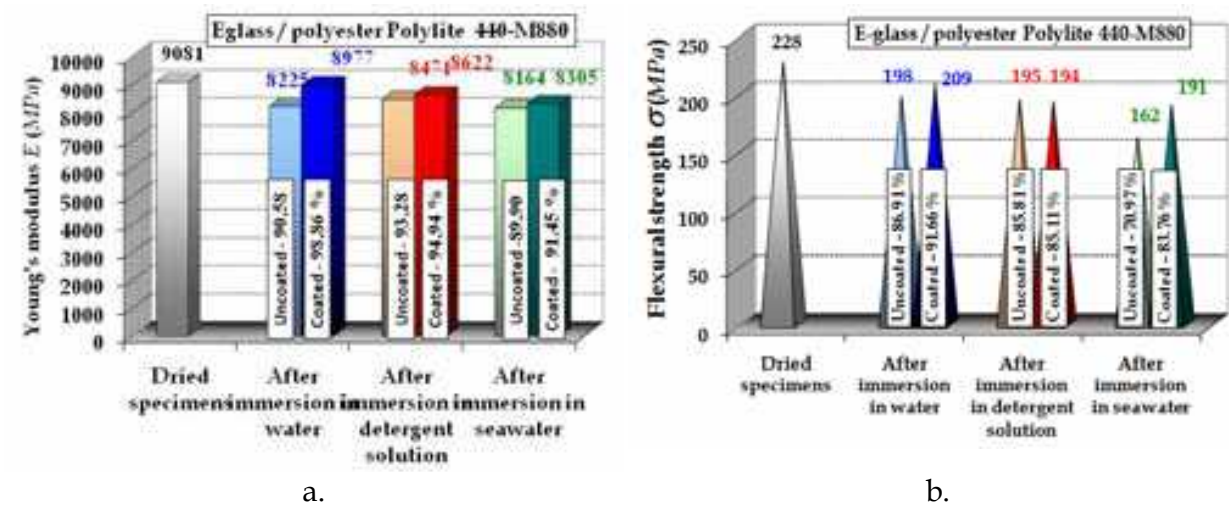 Eglass / polyester Polylite 440-M880
Young's modulus E (MPa)
10000
9000
8000
7000
6000
5000
4000
3000
2000
1000
0
9081
8225
8977
8471
8622
8164
8305
Uncoated - 90,58
Coated - 98,86 %
Uncoated - 93,28
Coated - 94,94 %
Uncoated -89,90
Coated - 91,45 %
Dried
specimens
After
immersion in
water
After
immersion in
detergent
solution
After
immersion in
seawater
a.
E-glass / polyester Polylite 440-M880
Flexural strength σ (MPa)
250
200
150
100
50
0
228
198
209
195
194
162
191
Uncoated - 86.91 %
Coated - 91.66 %
Uncoated - 85.81 %
Coated - 85.11 %
Uncoated - 70.97 %
Coated - 83.76 %
Dried
specimens
After
immersion
in water
After
immersion
in detergent
solution
After
immersion
in seawater
b.